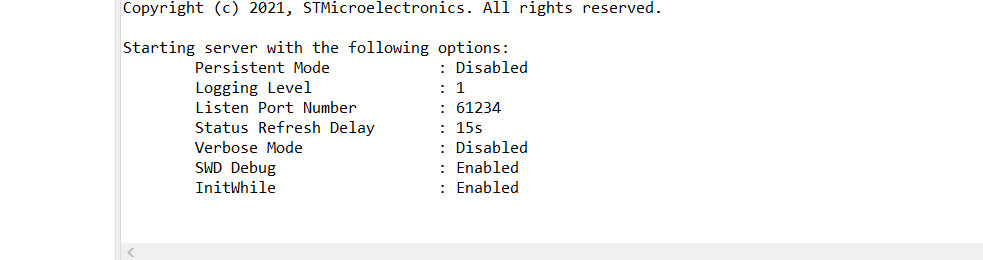 Copyright (c) 2021, STMicroelectronics. All rights reserved.
Starting server with the following options:
Persistent Mode : Disabled
Logging Level : 1
Listen Port Number : 61234
Status Refresh Delay : 15s
Verbose Mode : Disabled
SWD Debug : Enabled
InitWhile : Enabled